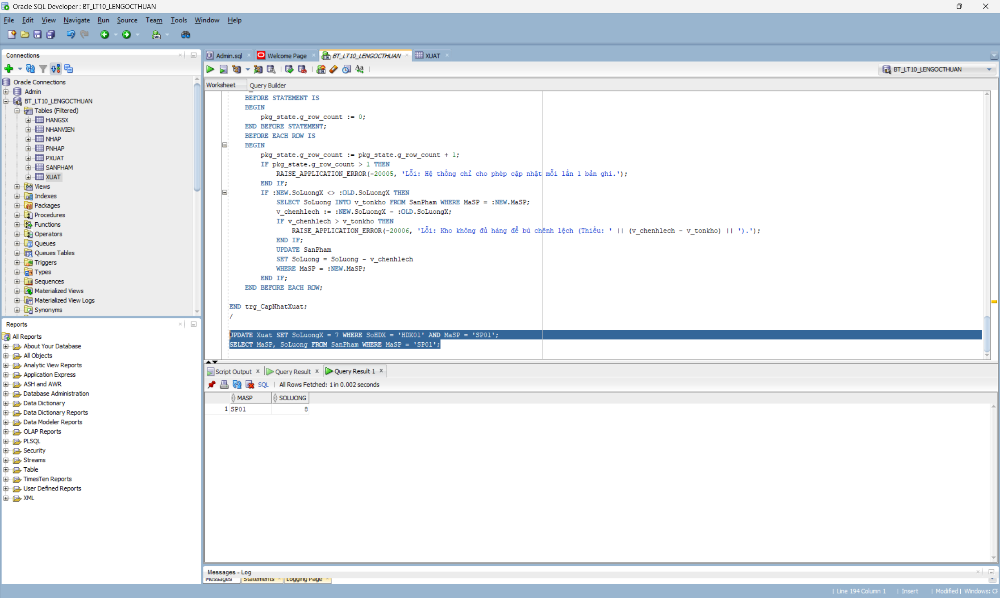 Oracle SQL Developer : BT_LT10_LENGOCTHUAN
File Edit View Navigate Run Source Team Tools Window Help
Connections
Oracle Connections
Admin
BT_LT10_LENGOCTHUAN
Tables (Filtered)
HANGSX
NHANVIEN
NHAP
PNHAP
PXUAT
SANPHAM
XUAT
Views
Indexes
Packages
Procedures
Functions
Operators
Queues
Queues Tables
Triggers
Types
Sequences
Materialized Views
Materialized View Logs
Synonyms
Reports
All Reports
About Your Database
All Objects
Analytic View Reports
Application Express
ASH and AWR
Database Administration
Data Dictionary
Data Dictionary Reports
Data Modeler Reports
OLAP Reports
PLSQL
Security
Streams
Table
TimesTen Reports
User Defined Reports
XML
Admin.sql Welcome Page BT_LT10_LENGOCTHUAN XUAT
BT_LT10_LENGOCTHUAN
Worksheet Query Builder
BEFORE STATEMENT IS
BEGIN
pkg_state.g_row_count := 0;
END BEFORE STATEMENT;
BEFORE EACH ROW IS
BEGIN
pkg_state.g_row_count := pkg_state.g_row_count + 1;
IF pkg_state.g_row_count > 1 THEN
RAISE_APPLICATION_ERROR(-20005, 'Lỗi: Hệ thống chỉ cho phép cập nhật mỗi lần 1 bản ghi.');
END IF;
IF :NEW.SoLuongX <> :OLD.SoLuongX THEN
SELECT SoLuong INTO v_tonkho FROM SanPham WHERE MaSP = :NEW.MaSP;
v_chenhlech := :NEW.SoLuongX - :OLD.SoLuongX;
IF v_chenhlech > v_tonkho THEN
RAISE_APPLICATION_ERROR(-20006, 'Lỗi: Kho không đủ hàng để bù chênh lệch (Thiếu: ' || (v_chenhlech - v_tonkho) || ').');
END IF;
UPDATE SanPham
SET SoLuong = SoLuong - v_chenhlech
WHERE MaSP = :NEW.MaSP;
END IF;
END BEFORE EACH ROW;
END trg_CapNhatXuat;
/
UPDATE Xuat SET SoLuongX = 7 WHERE SoHDX = 'HDX01' AND MaSP = 'SP01';
SELECT MaSP, SoLuong FROM SanPham WHERE MaSP = 'SP01';
Script Output Query Result Query Result 1
SQL All Rows Fetched: 1 in 0.002 seconds
MASP SOLUONG
1 SP01 8
Messages - Log
Messages Statements Logging Page
Line 194 Column 1 Insert Modified Windows: